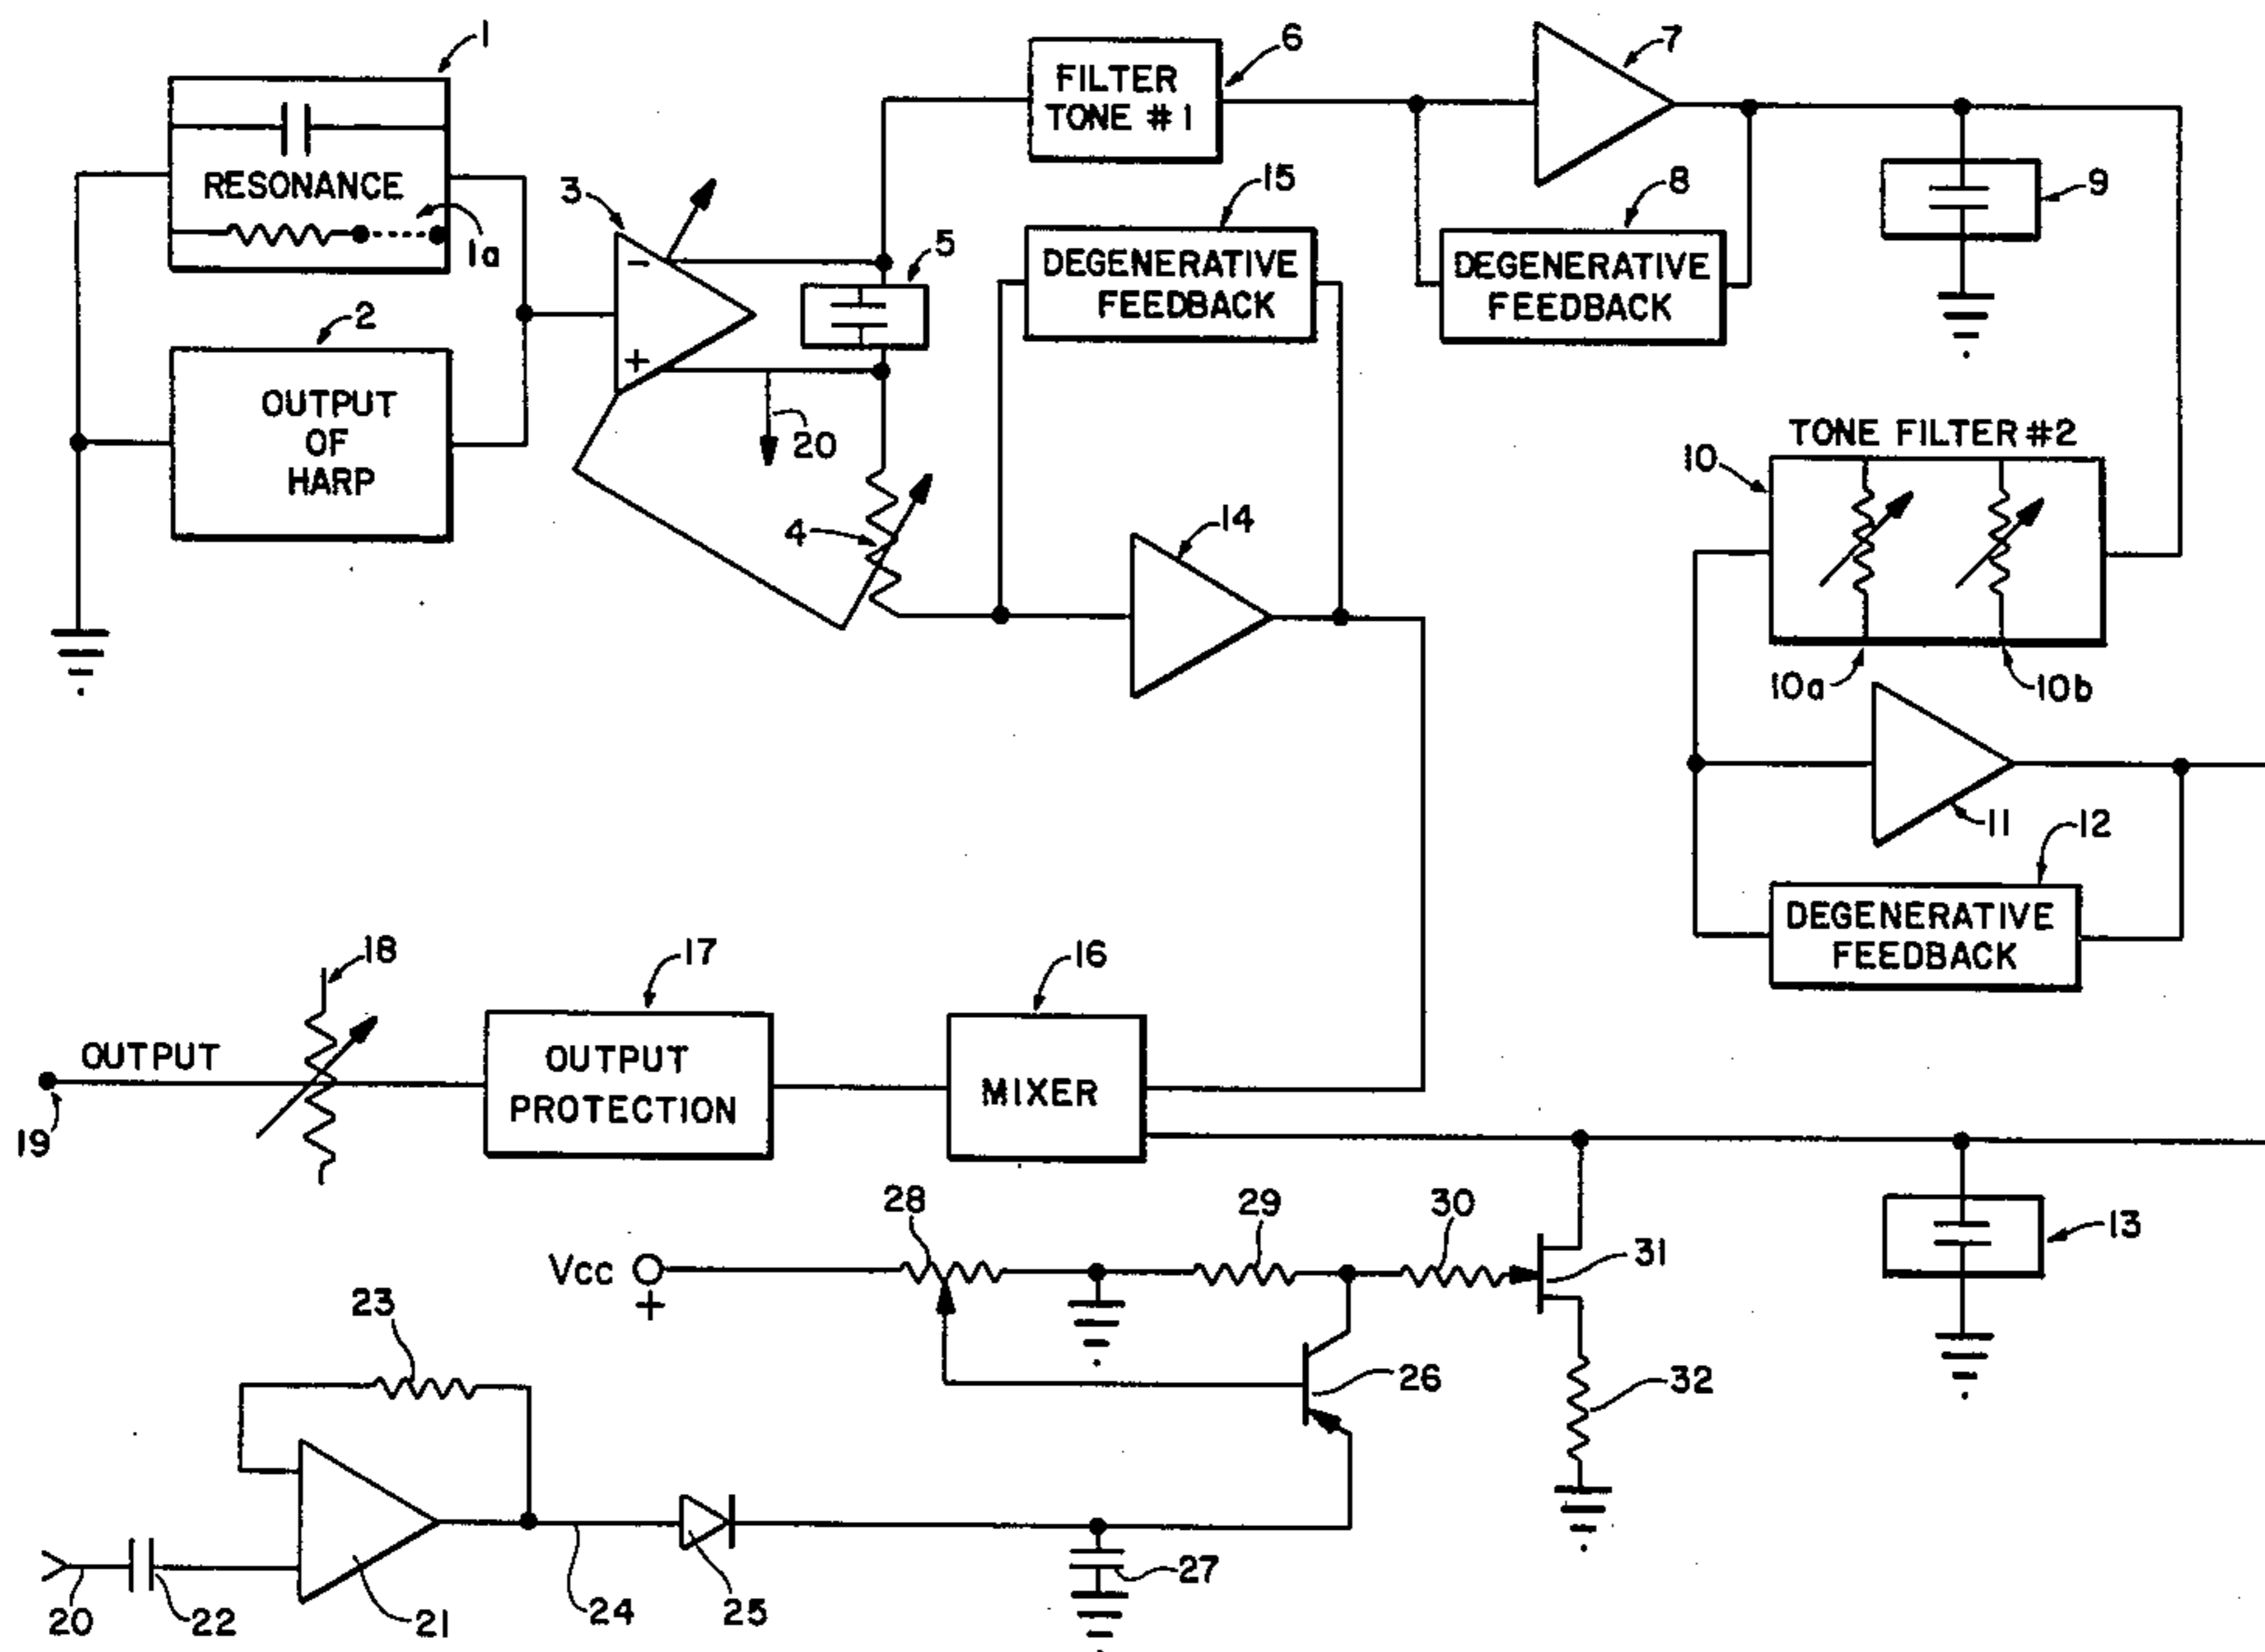 1
RESONANCE
1a
2
OUTPUT
OF
HARP
3
-
+
20
4
5
6
FILTER
TONE #1
7
8
DEGENERATIVE
FEEDBACK
9
15
DEGENERATIVE
FEEDBACK
14
TONE FILTER #2
10
10a
10b
11
12
DEGENERATIVE
FEEDBACK
18
17
16
OUTPUT
OUTPUT
PROTECTION
MIXER
19
28
29
30
Vcc
+
31
13
23
26
32
20
22
21
24
25
27